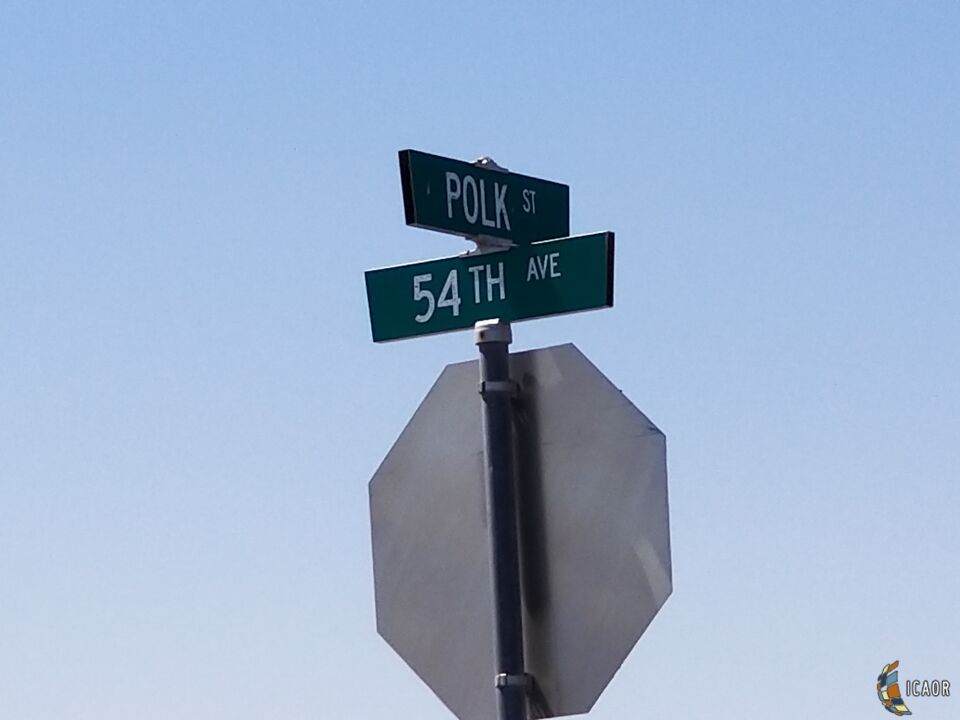 POLK ST
54TH AVE
ICAOR